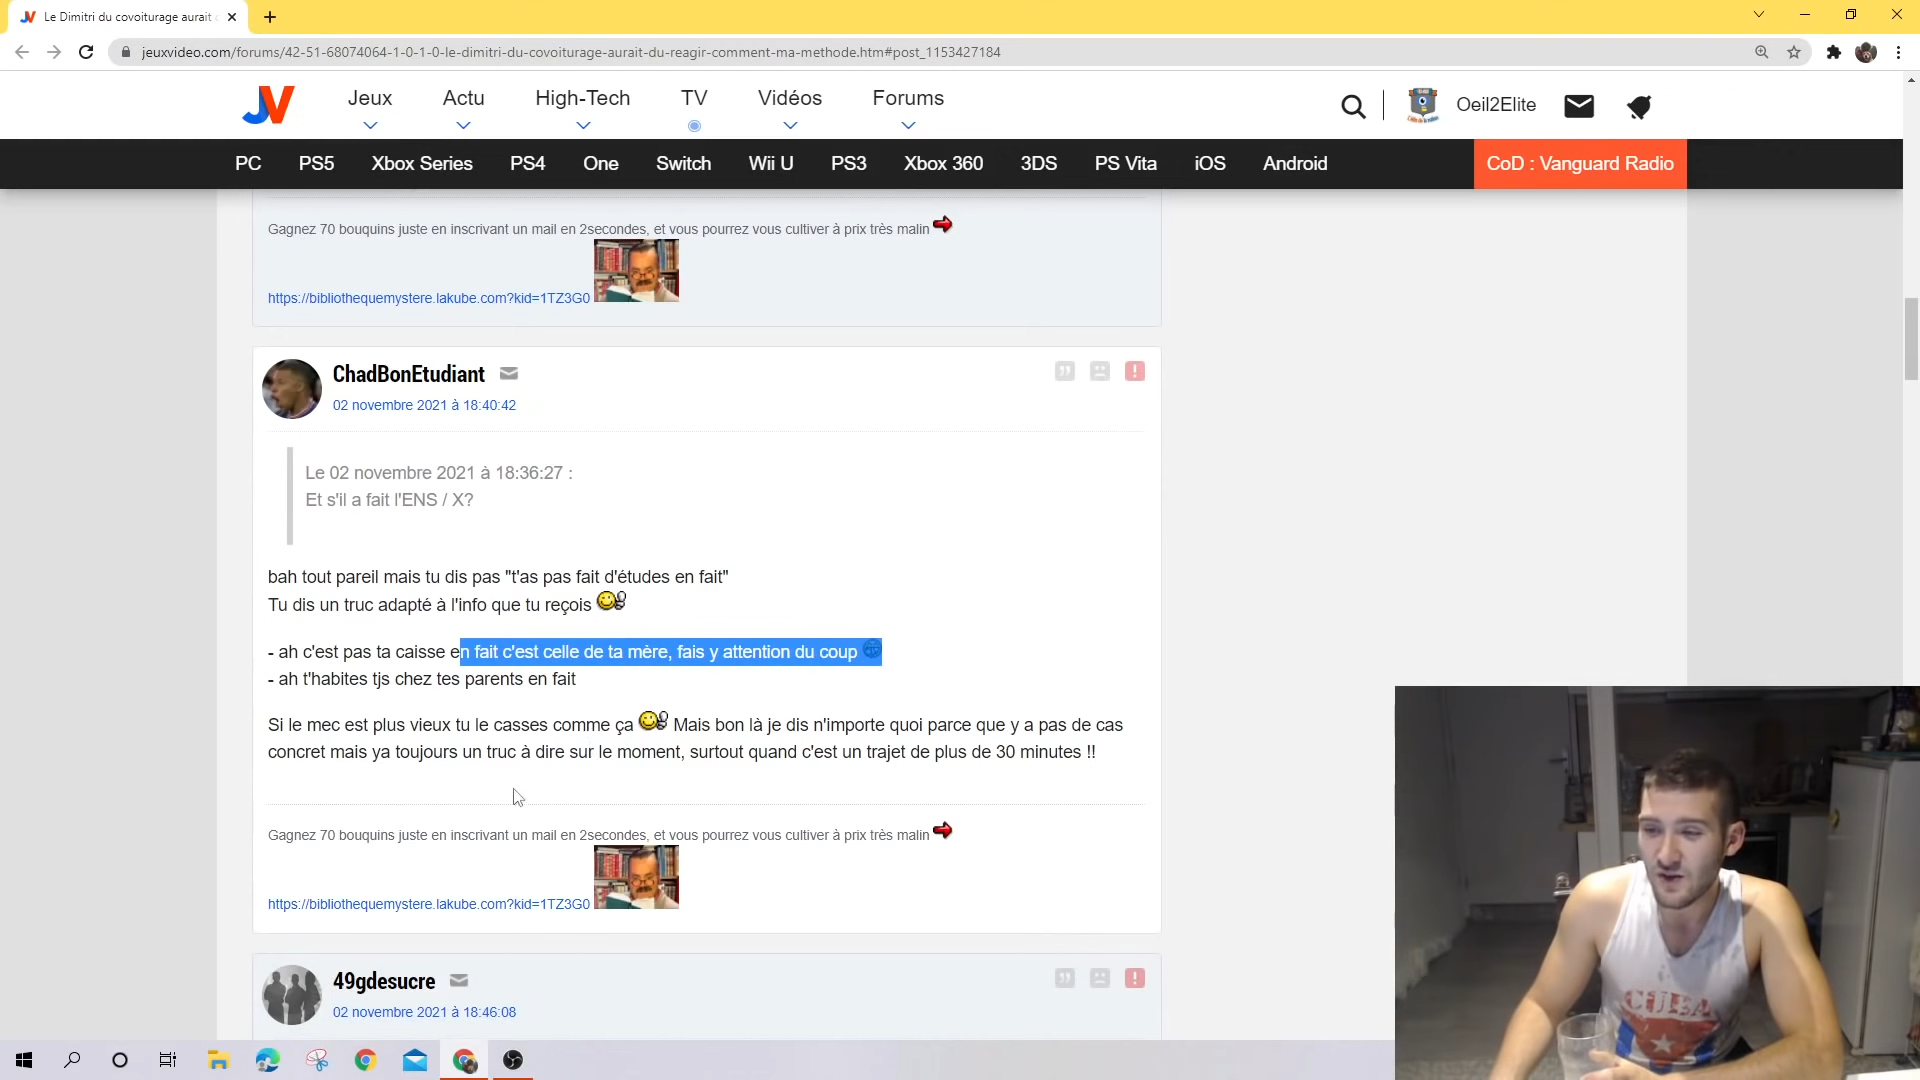 Le Dimitri du covoiturage aurait
jeuxvideo.com/forums/42-51-68074064-1-0-1-0-le-dimitri-du-covoiturage-aurait-du-reagir-comment-ma-methode.htm#post_1153427184
JV
Jeux
Actu
High-Tech
TV
Vidéos
Forums
Oeil2Elite
PC
PS5
Xbox Series
PS4
One
Switch
Wii U
PS3
Xbox 360
3DS
PS Vita
iOS
Android
CoD : Vanguard Radio
Gagnez 70 bouquins juste en inscrivant un mail en 2secondes, et vous pourrez vous cultiver à prix très malin
https://bibliothequemystere.lakube.com?kid=1TZ3G0
ChadBonEtudiant
02 novembre 2021 à 18:40:42
Le 02 novembre 2021 à 18:36:27 :
Et s'il a fait l'ENS / X?
bah tout pareil mais tu dis pas "t'as pas fait d'études en fait"
Tu dis un truc adapté à l'info que tu reçois
- ah c'est pas ta caisse en fait c'est celle de ta mère, fais y attention du coup
- ah t'habites tjs chez tes parents en fait
Si le mec est plus vieux tu le casses comme ça Mais bon là je dis n'importe quoi parce que y a pas de cas
concret mais ya toujours un truc à dire sur le moment, surtout quand c'est un trajet de plus de 30 minutes !!
Gagnez 70 bouquins juste en inscrivant un mail en 2secondes, et vous pourrez vous cultiver à prix très malin
https://bibliothequemystere.lakube.com?kid=1TZ3G0
49gdesucre
02 novembre 2021 à 18:46:08
CUBA